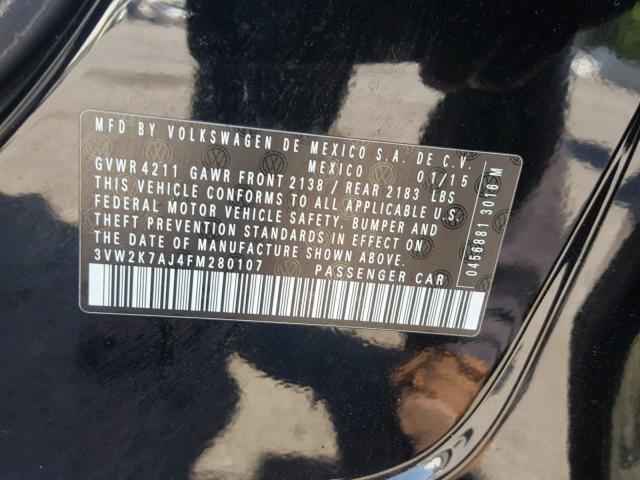 MFD BY VOLKSWAGEN DE MEXICO S.A. DE C.V.
MEXICO 01/15
GVWR 4211 GAWR FRONT 2138 / REAR 2183 LBS
THIS VEHICLE CONFORMS TO ALL APPLICABLE U.S.
FEDERAL MOTOR VEHICLE SAFETY, BUMPER AND
THEFT PREVENTION STANDARDS IN EFFECT ON
THE DATE OF MANUFACTURE SHOWN ABOVE.
3VW2K7AJ4FM280107 PASSENGER CAR
0456881 3016 M